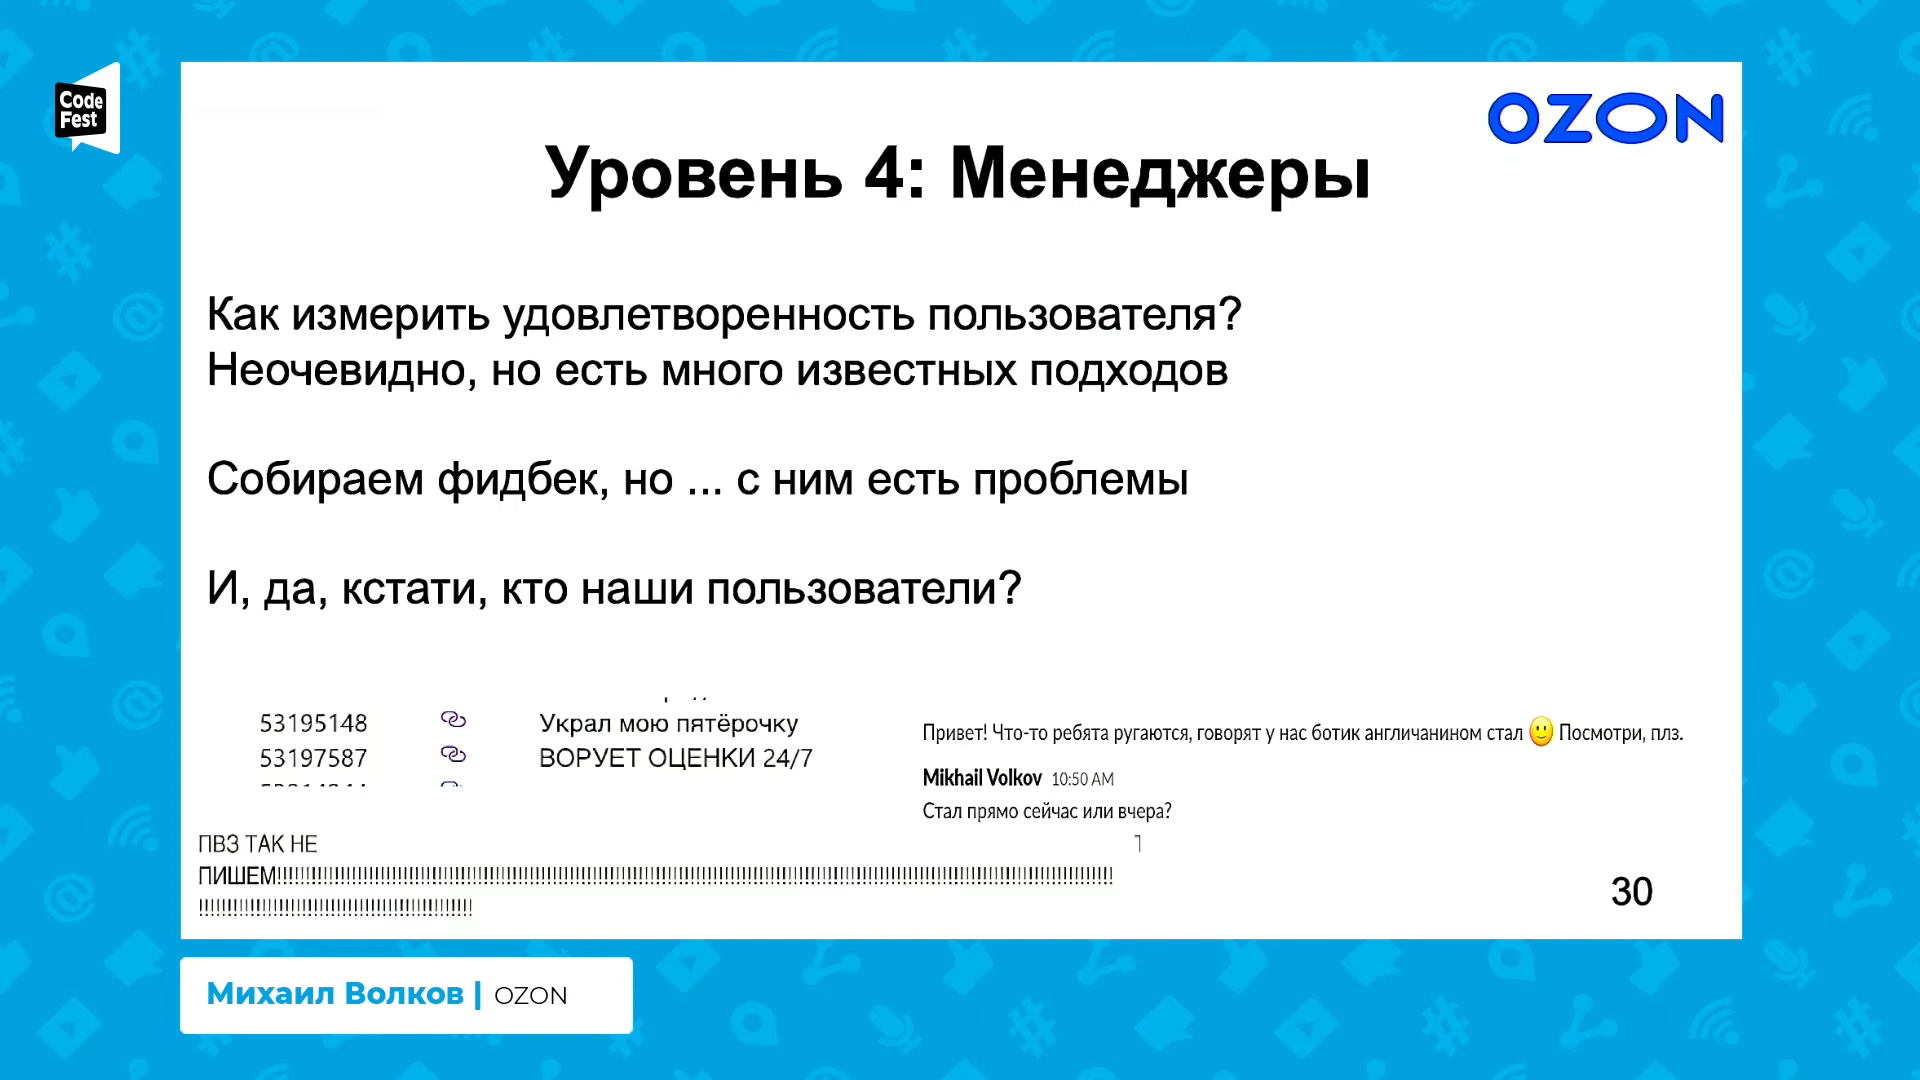 Code
Fest
OZON
Уровень 4: Менеджеры
Как измерить удовлетворенность пользователя?
Неочевидно, но есть много известных подходов
Собираем фидбек, но ... с ним есть проблемы
И, да, кстати, кто наши пользователи?
53195148 Украл мою пятёрочку
53197587 ВОРУЕТ ОЦЕНКИ 24/7
Привет! Что-то ребята ругаются, говорят у нас ботик англичанином стал 🙂 Посмотри, плз.
Mikhail Volkov 10:50 AM
Стал прямо сейчас или вчера?
ПВЗ ТАК НЕ
ПИШЕМ!!!!!!!!!!!!!!!!!!!!!!!!!!!!!!!!!!!!!!!!!!!!!!!!!!!!!!!!!!!!!!!!!!!!!!!!!!!!!!!!!!!!!!!!!!!!!!!!!!!!!!!!!!!!!!!!!!!!!!!!!!!!!!!!!!!!!!!!!!!!!!!!
!!!!!!!!!!!!!!!!!!!!!!!!!!!!!!!!!!!!!!!!!!!!!!!!
30
Михаил Волков | OZON